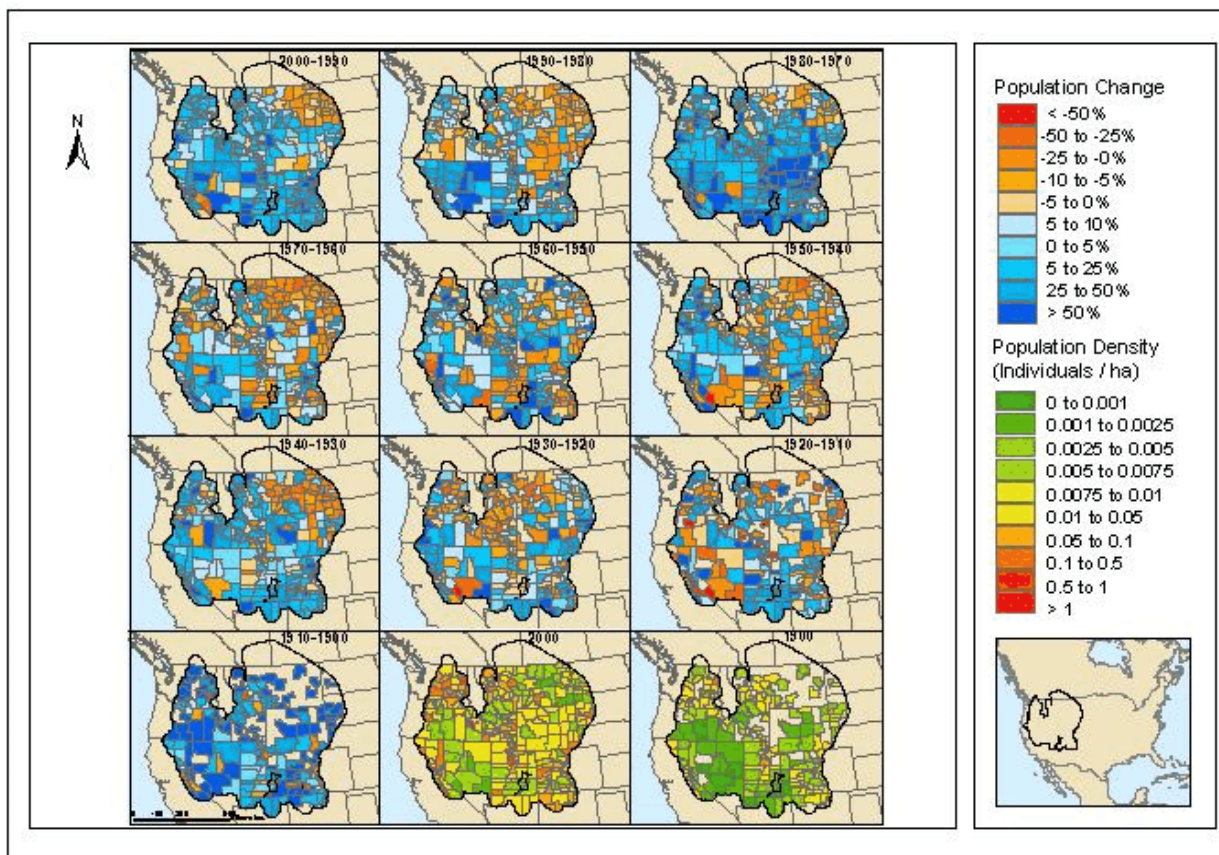 2000-1990
1990-1980
1980-1970
N
1970-1960
1960-1950
1950-1940
1940-1930
1930-1920
1920-1910
1910-1900
2000
1900
Population Change
< -50%
-50 to -25%
-25 to -0%
-10 to -5%
-5 to 0%
5 to 10%
0 to 5%
5 to 25%
25 to 50%
> 50%
Population Density
(Individuals / ha)
0 to 0.001
0.001 to 0.0025
0.0025 to 0.005
0.005 to 0.0075
0.0075 to 0.01
0.01 to 0.05
0.05 to 0.1
0.1 to 0.5
0.5 to 1
> 1